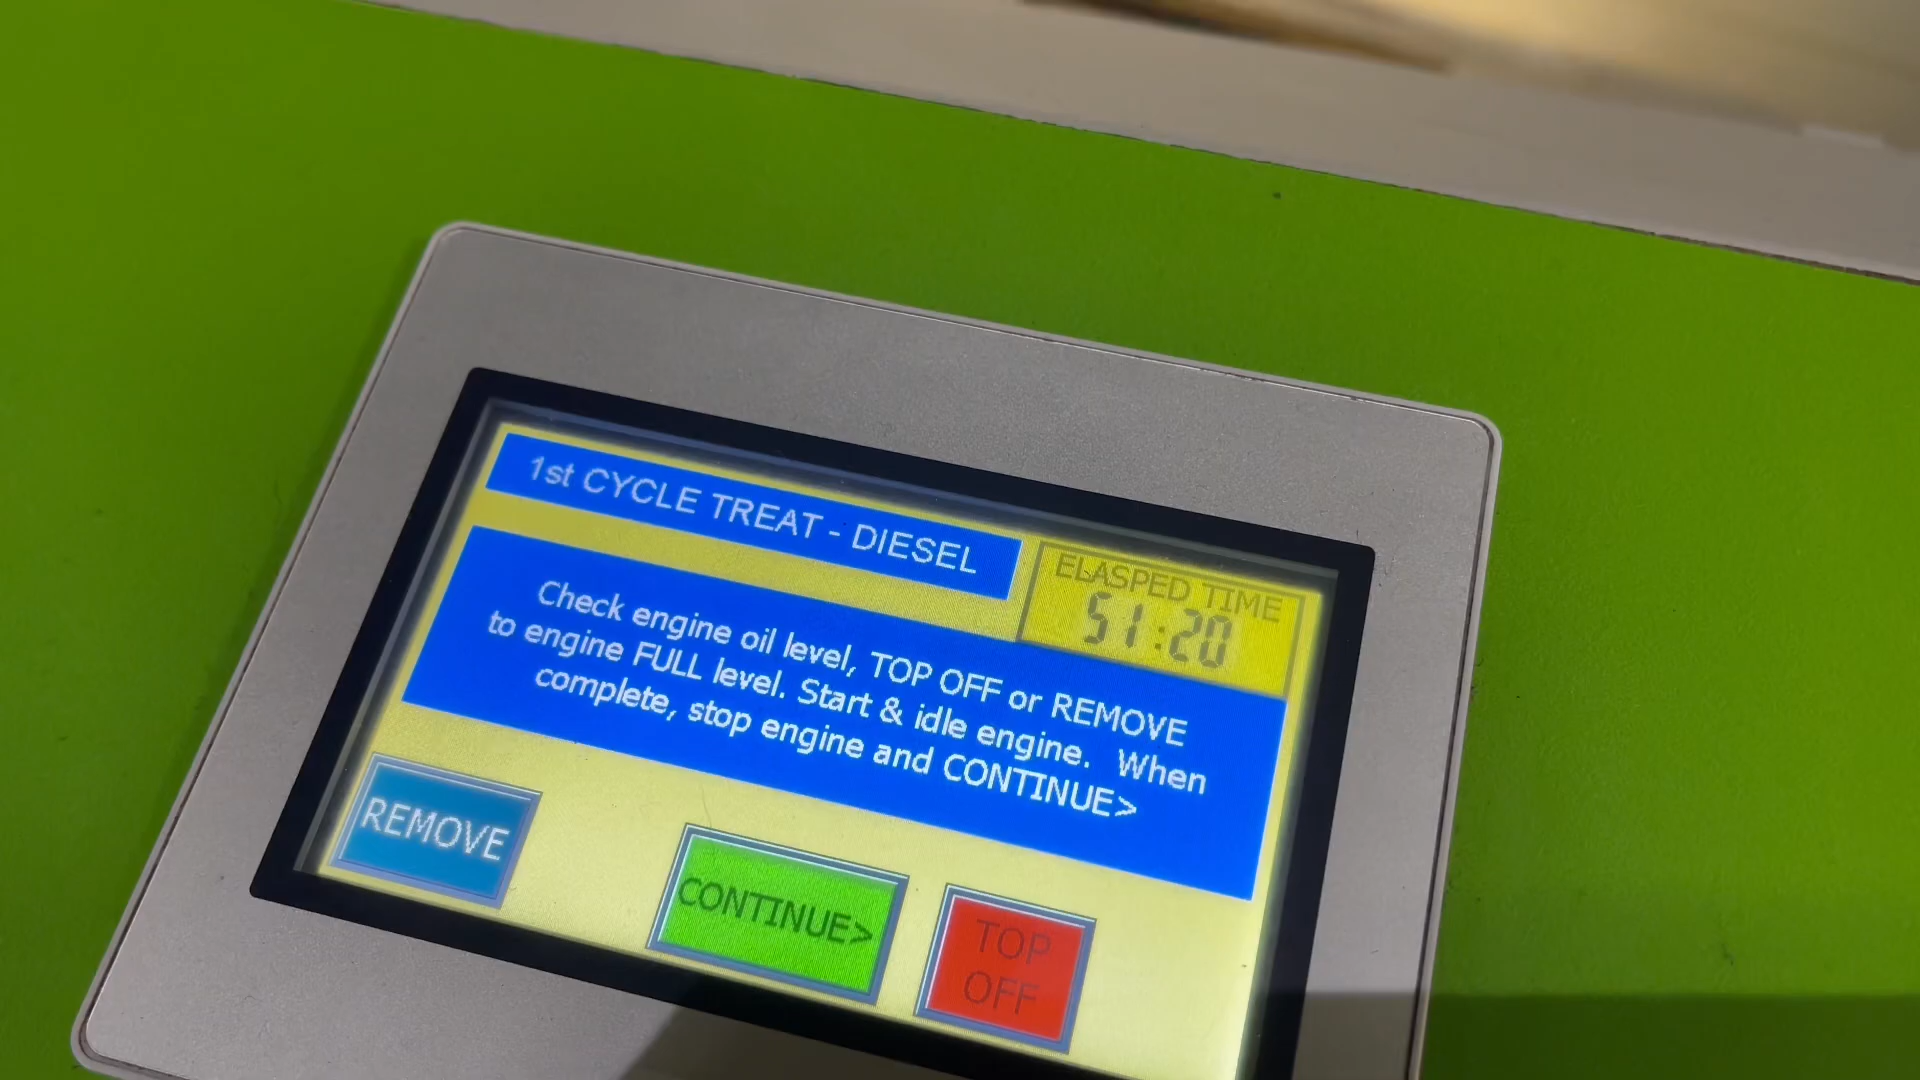 1st CYCLE TREAT - DIESEL
ELASPED TIME
51:20
Check engine oil level, TOP OFF or REMOVE
to engine FULL level. Start & idle engine. When
complete, stop engine and CONTINUE>
REMOVE
CONTINUE>
TOP
OFF